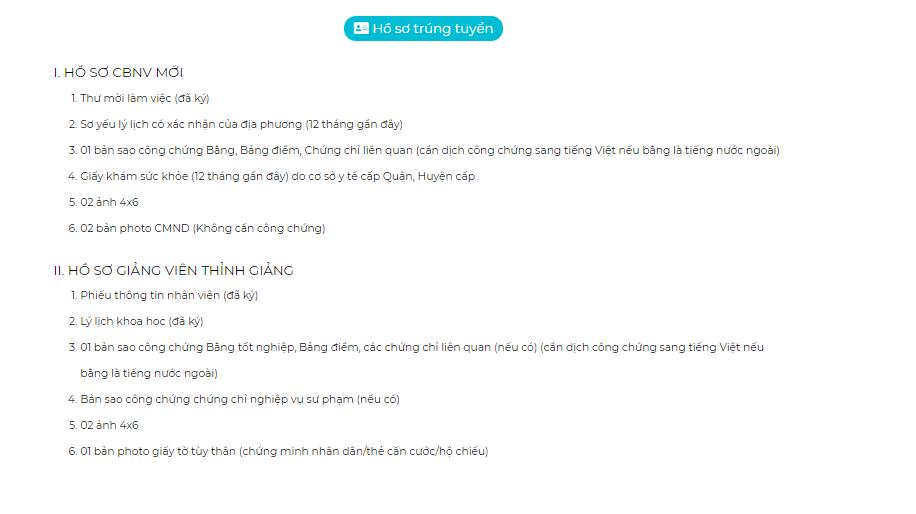 Hồ sơ trúng tuyển
I. HỒ SƠ CBNV MỚI
1. Thư mời làm việc (đã ký)
2. Sơ yếu lý lịch có xác nhận của địa phương (12 tháng gần đây)
3. 01 bản sao công chứng Bằng, Bảng điểm, Chứng chỉ liên quan (cần dịch công chứng sang tiếng Việt nếu bằng là tiếng nước ngoài)
4. Giấy khám sức khỏe (12 tháng gần đây) do cơ sở y tế cấp Quận, Huyện cấp
5. 02 ảnh 4x6
6. 02 bản photo CMND (Không cần công chứng)
II. HỒ SƠ GIẢNG VIÊN THỈNH GIẢNG
1. Phiếu thông tin nhân viên (đã ký)
2. Lý lịch khoa học (đã ký)
3. 01 bản sao công chứng Bằng tốt nghiệp, Bảng điểm, các chứng chỉ liên quan (nếu có) (cần dịch công chứng sang tiếng Việt nếu
bằng là tiếng nước ngoài)
4. Bản sao công chứng chứng chỉ nghiệp vụ sư phạm (nếu có)
5. 02 ảnh 4x6
6. 01 bản photo giấy tờ tùy thân (chứng minh nhân dân/thẻ căn cước/hộ chiếu)